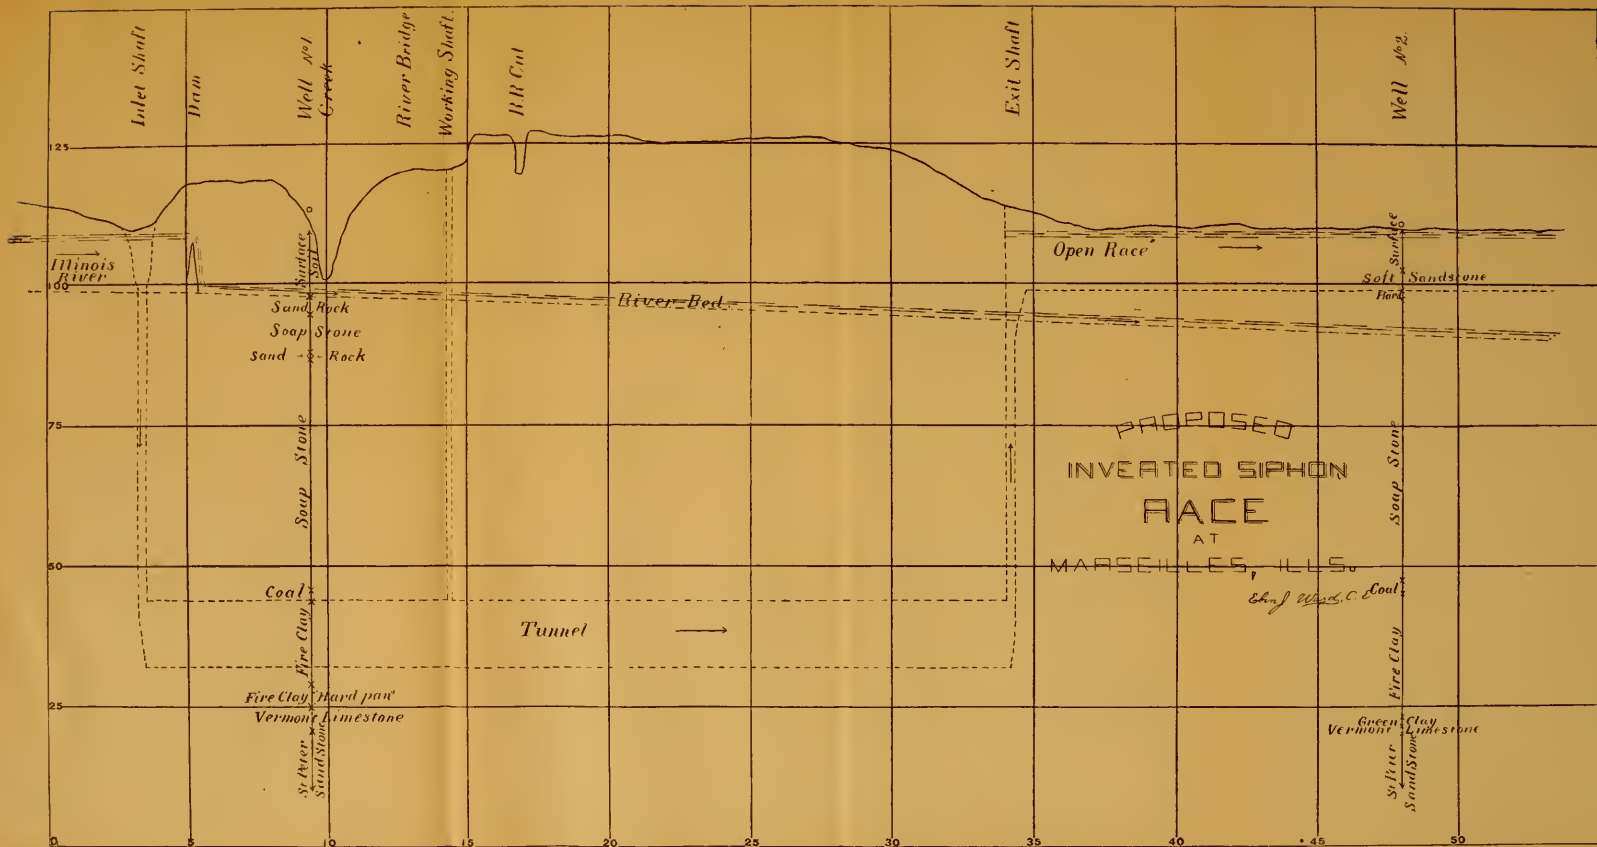 Inlet Shaft
Dam
Well No 1.
Creek
River Bridge
Working Shaft.
R.R Cut
Exit Shaft
Well No 2.
125
100
75
50
25
0
5
10
15
20
25
30
35
40
45
50
Illinois
River
Surface
Soil
Sand Rock
Soap Stone
Sand Rock
Soap Stone
Coal
Fire Clay
Fire Clay Hard pan
Vermont Limestone
St Peter
Sand Stone
River Bed
Tunnel
Open Race
Surface
Soft Sandstone
Hard
Soap Stone
Coal
Fire Clay
Green Clay
Vermont Limestone
St Peter
Sand Stone
PROPOSED
INVERTED SIPHON
RACE
AT
MARSEILLES, ILLS.